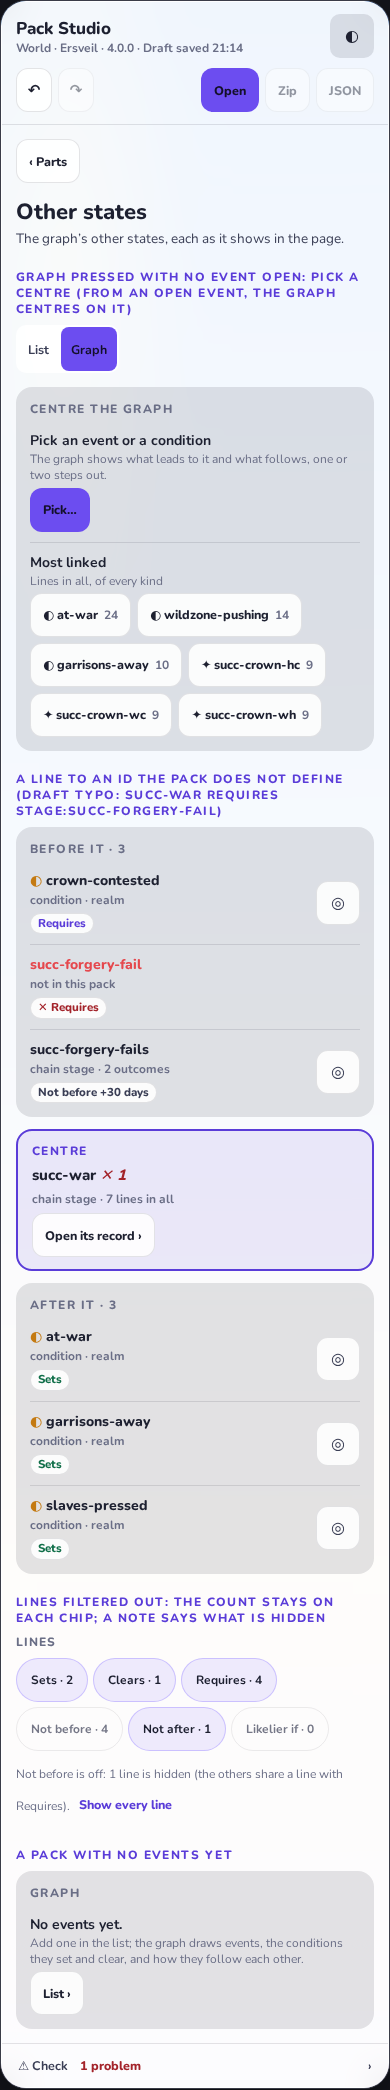 Pack Studio
World · Ersveil · 4.0.0 · Draft saved 21:14
◐
↶ ↷ Open Zip JSON
‹ Parts
Other states
The graph's other states, each as it shows in the page.
GRAPH PRESSED WITH NO EVENT OPEN: PICK A
CENTRE (FROM AN OPEN EVENT, THE GRAPH
CENTRES ON IT)
List Graph
CENTRE THE GRAPH
Pick an event or a condition
The graph shows what leads to it and what follows, one or
two steps out.
Pick…
Most linked
Lines in all, of every kind
◐ at-war 24 ◐ wildzone-pushing 14
◐ garrisons-away 10 ✦ succ-crown-hc 9
✦ succ-crown-wc 9 ✦ succ-crown-wh 9
A LINE TO AN ID THE PACK DOES NOT DEFINE
(DRAFT TYPO: SUCC-WAR REQUIRES
STAGE:SUCC-FORGERY-FAIL)
BEFORE IT · 3
◐ crown-contested
condition · realm
Requires
◎
succ-forgery-fail
not in this pack
✕ Requires
succ-forgery-fails
chain stage · 2 outcomes
Not before +30 days
◎
CENTRE
succ-war ✕ 1
chain stage · 7 lines in all
Open its record ›
AFTER IT · 3
◐ at-war
condition · realm
Sets
◎
◐ garrisons-away
condition · realm
Sets
◎
◐ slaves-pressed
condition · realm
Sets
◎
LINES FILTERED OUT: THE COUNT STAYS ON
EACH CHIP; A NOTE SAYS WHAT IS HIDDEN
LINES
Sets · 2 Clears · 1 Requires · 4
Not before · 4 Not after · 1 Likelier if · 0
Not before is off: 1 line is hidden (the others share a line with
Requires). Show every line
A PACK WITH NO EVENTS YET
GRAPH
No events yet.
Add one in the list; the graph draws events, the conditions
they set and clear, and how they follow each other.
List ›
⚠ Check 1 problem ›